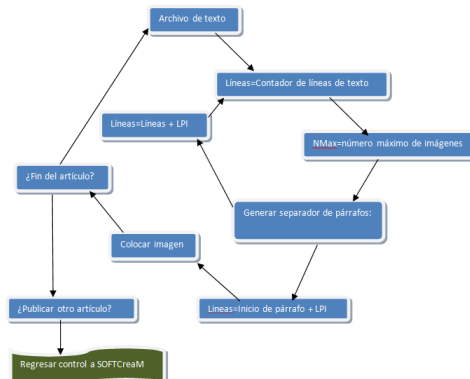 Archivo de texto
Líneas=Contador de líneas de texto
Líneas=Líneas + LPI
NMax=número máximo de imágenes
¿Fin del artículo?
Generar separador de párrafos:
Colocar imagen
¿Publicar otro artículo?
Lineas=Inicio de párrafo + LPI
Regresar control a SOFTCreaM